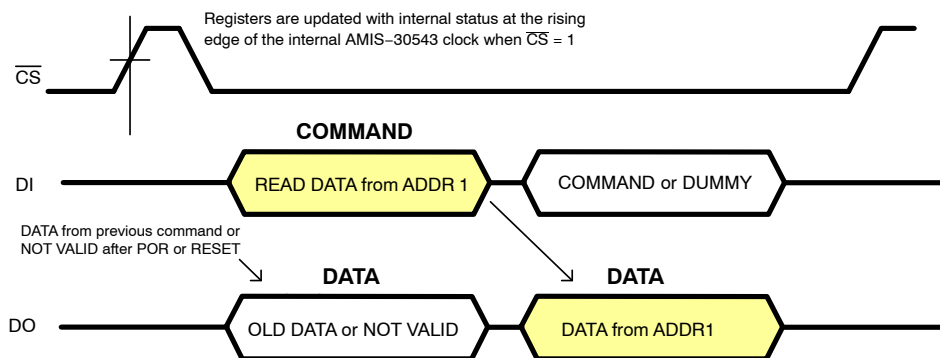 Registers are updated with internal status at the rising
edge of the internal AMIS−30543 clock when CS = 1
CS
COMMAND
DI
READ DATA from ADDR 1
COMMAND or DUMMY
DATA from previous command or
NOT VALID after POR or RESET
DATA
DATA
DO
OLD DATA or NOT VALID
DATA from ADDR1